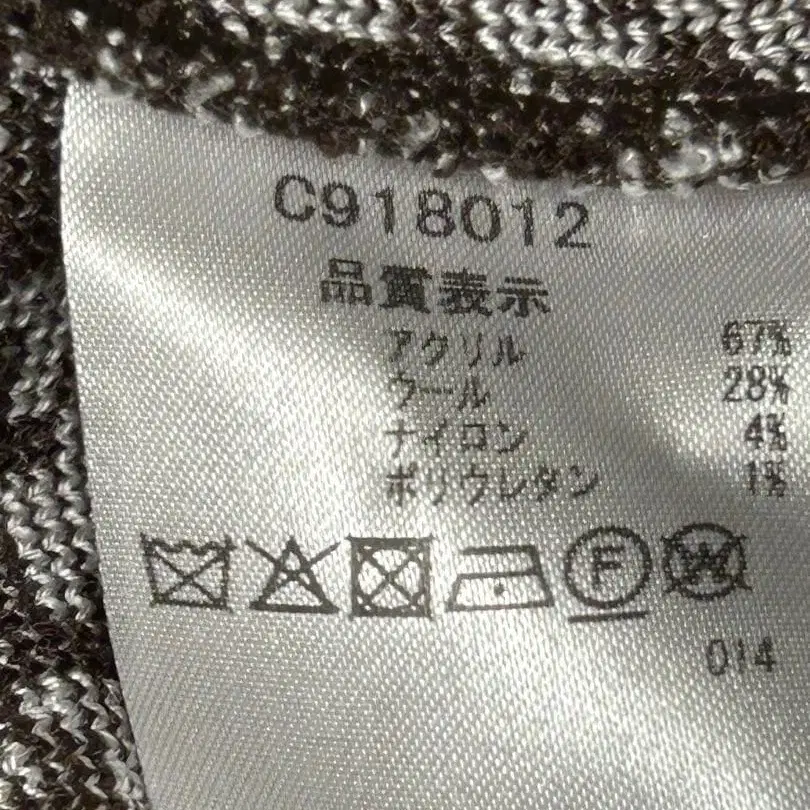 C918012
品質表示
アクリル 67%
ウール 28%
ナイロン 4%
ポリウレタン 1%
F W
014